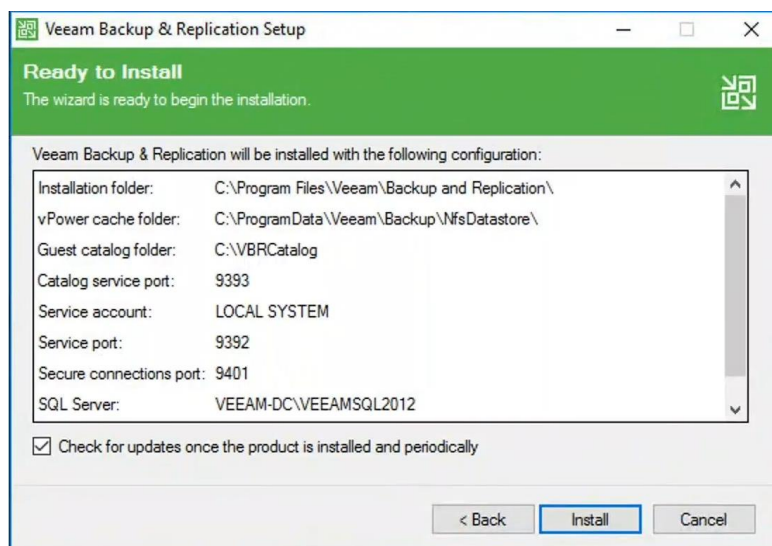 Veeam Backup & Replication Setup
Ready to Install
The wizard is ready to begin the installation.
Veeam Backup & Replication will be installed with the following configuration:
Installation folder: C:\Program Files\Veeam\Backup and Replication\
vPower cache folder: C:\ProgramData\Veeam\Backup\NfsDatastore\
Guest catalog folder: C:\VBRCatalog
Catalog service port: 9393
Service account: LOCAL SYSTEM
Service port: 9392
Secure connections port: 9401
SQL Server: VEEAM-DC\VEEAMSQL2012
Check for updates once the product is installed and periodically
< Back Install Cancel